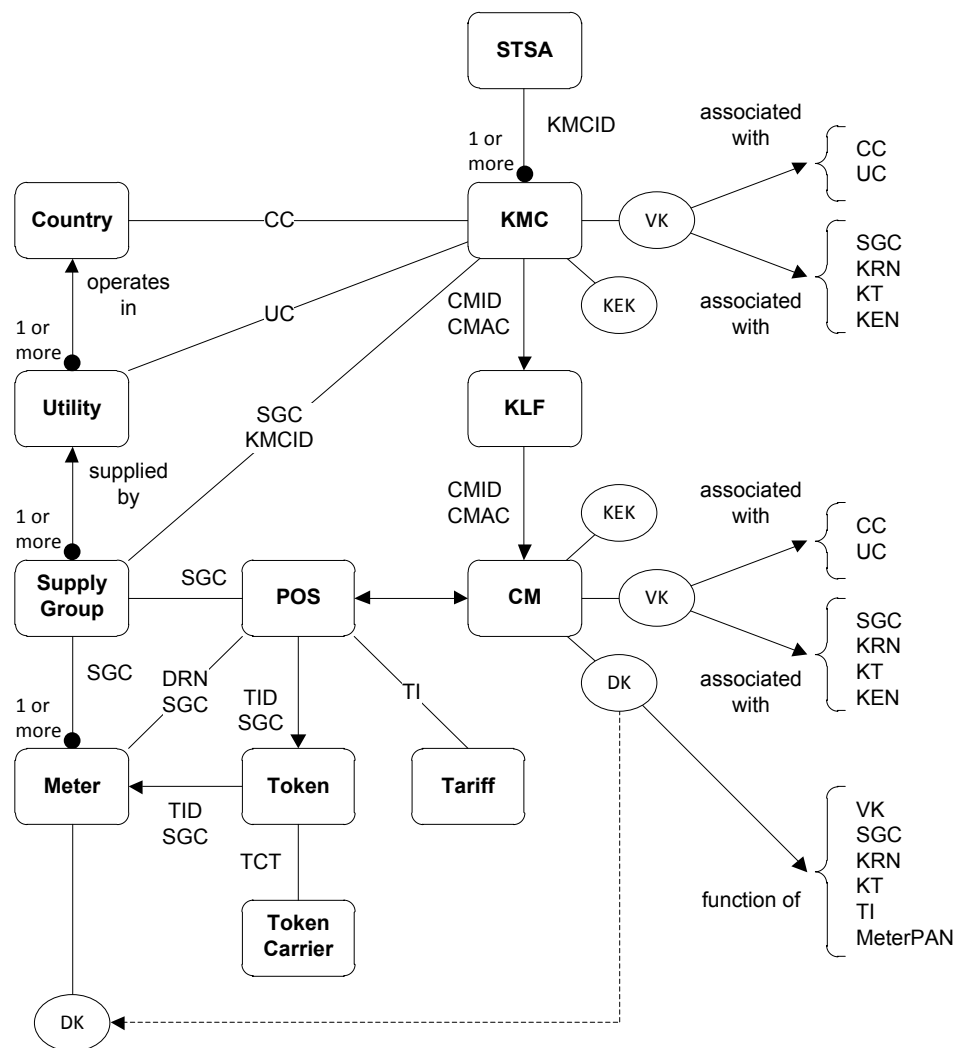 STSA
KMCID
1 or
more
associated
with
CC
UC
Country
CC
KMC
VK
SGC
KRN
KT
KEN
associated
with
operates
in
UC
CMID
CMAC
KEK
1 or
more
Utility
SGC
KMCID
KLF
supplied
by
CMID
CMAC
KEK
associated
with
CC
UC
1 or
more
Supply
Group
SGC
POS
CM
VK
SGC
KRN
KT
KEN
associated
with
SGC
DRN
SGC
TID
SGC
TI
DK
1 or
more
Meter
TID
SGC
Token
Tariff
TCT
Token
Carrier
function of
VK
SGC
KRN
KT
TI
MeterPAN
DK